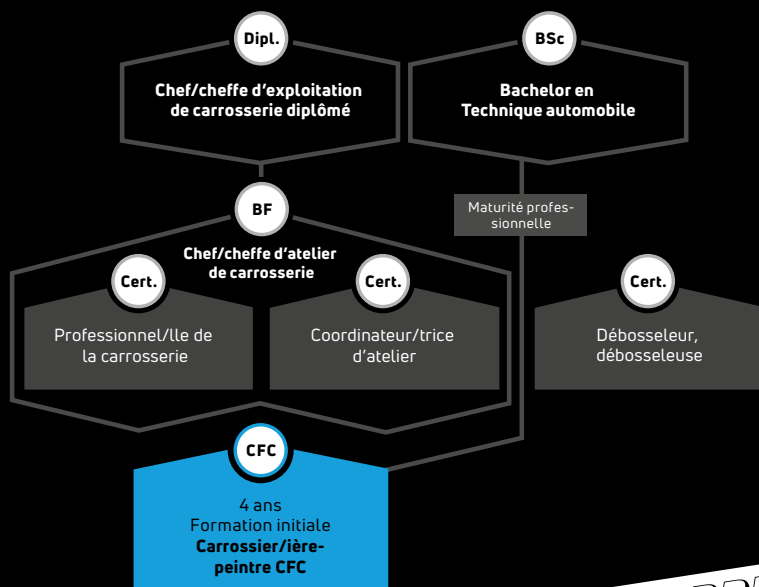 Dipl.
Chef/cheffe d'exploitation
de carrosserie diplômé
BSc
Bachelor en
Technique automobile
Maturité profes-
sionnelle
BF
Chef/cheffe d'atelier
de carrosserie
Cert.
Professionnel/lle de
la carrosserie
Cert.
Coordinateur/trice
d'atelier
Cert.
Débosseleur,
débosseleuse
CFC
4 ans
Formation initiale
Carrossier/ière-
peintre CFC